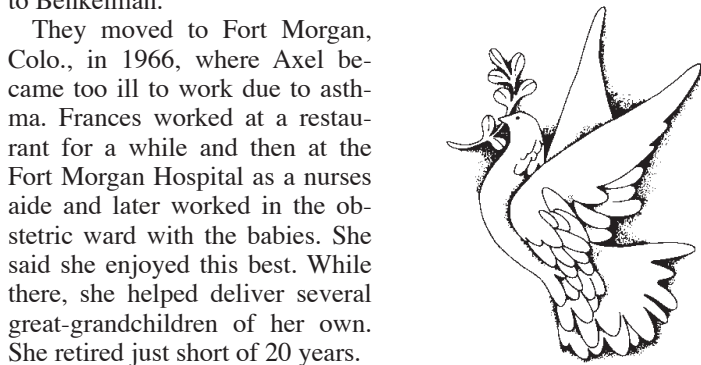 to Benkelman.
They moved to Fort Morgan,
Colo., in 1966, where Axel be-
came too ill to work due to asth-
ma. Frances worked at a restau-
rant for a while and then at the
Fort Morgan Hospital as a nurses
aide and later worked in the ob-
stetric ward with the babies. She
said she enjoyed this best. While
there, she helped deliver several
great-grandchildren of her own.
She retired just short of 20 years.